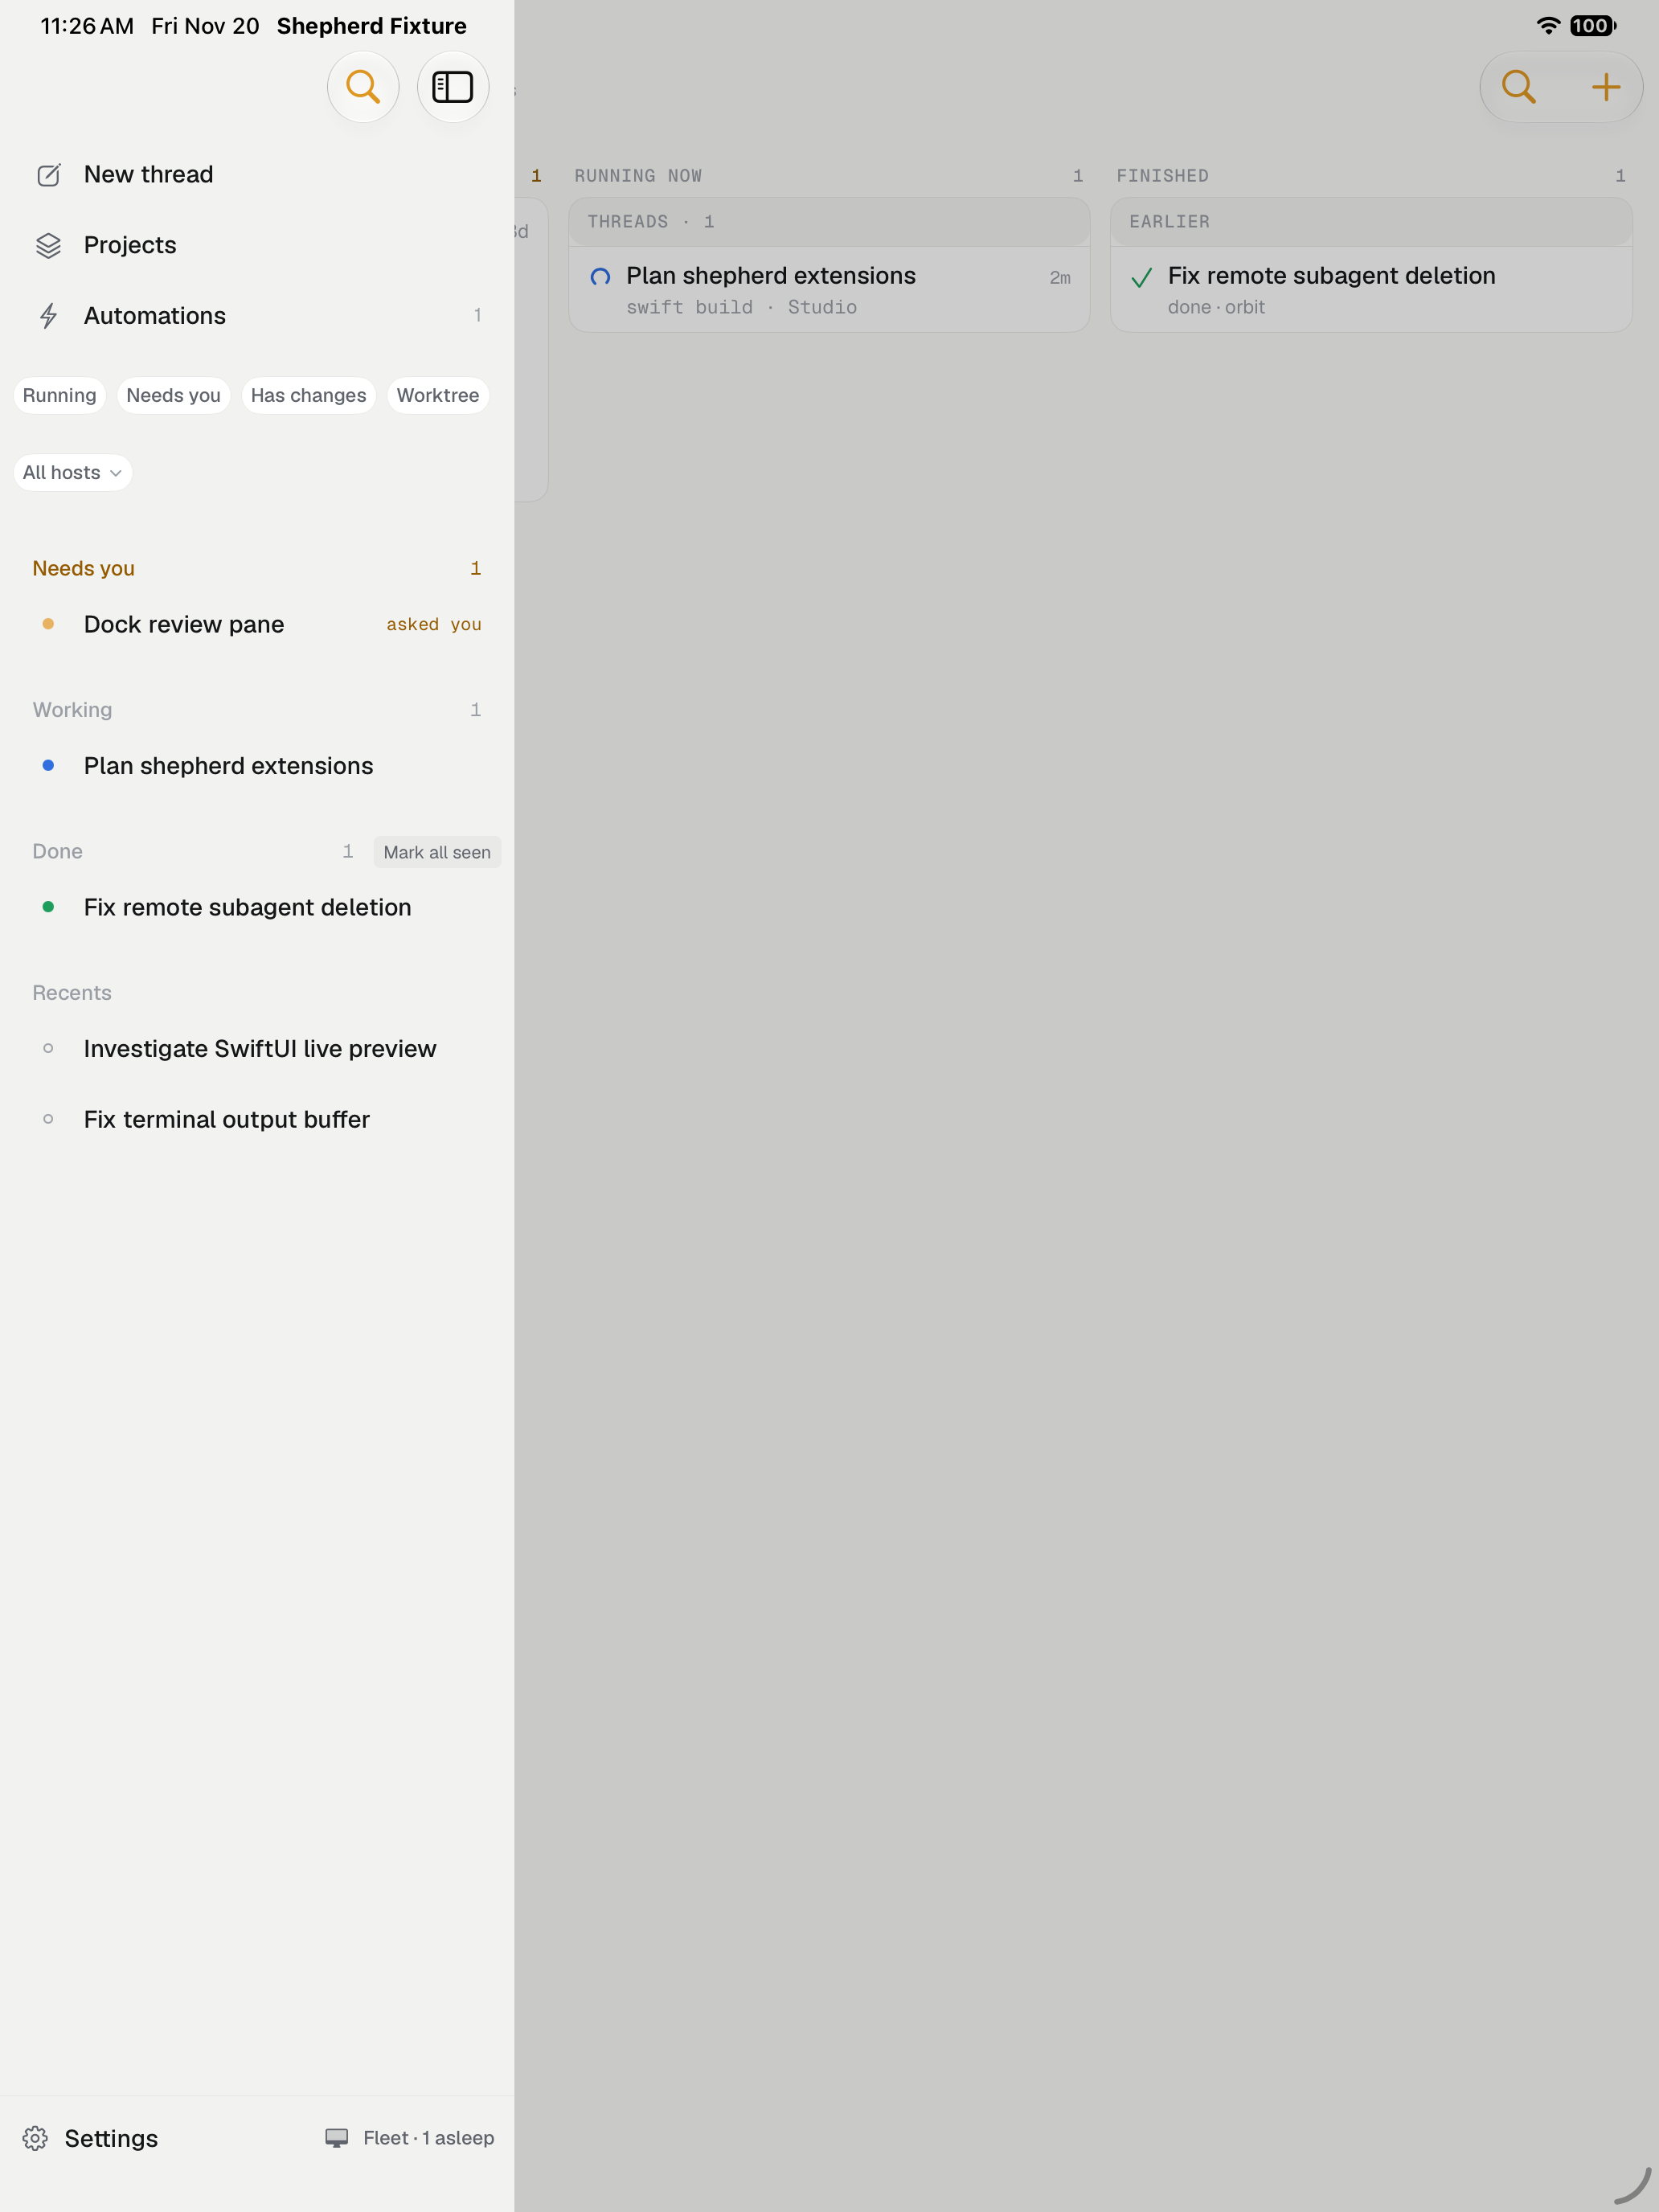 11:26 AM Fri Nov 20 Shepherd Fixture
100
New thread
Projects
Automations 1
Running Needs you Has changes Worktree
All hosts
Needs you 1
Dock review pane asked you
Working 1
Plan shepherd extensions
Done 1 Mark all seen
Fix remote subagent deletion
Recents
Investigate SwiftUI live preview
Fix terminal output buffer
Settings Fleet · 1 asleep
1
RUNNING NOW 1
THREADS · 1
Plan shepherd extensions 2m
swift build · Studio
FINISHED 1
EARLIER
Fix remote subagent deletion
done · orbit